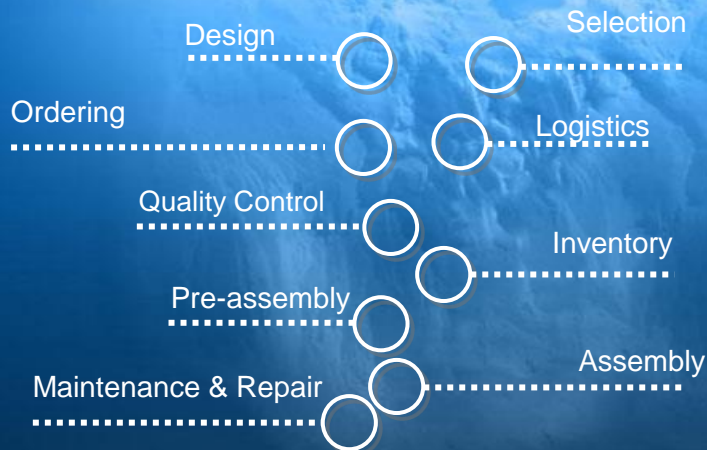 Design
Selection
Ordering
Logistics
Quality Control
Inventory
Pre-assembly
Assembly
Maintenance & Repair